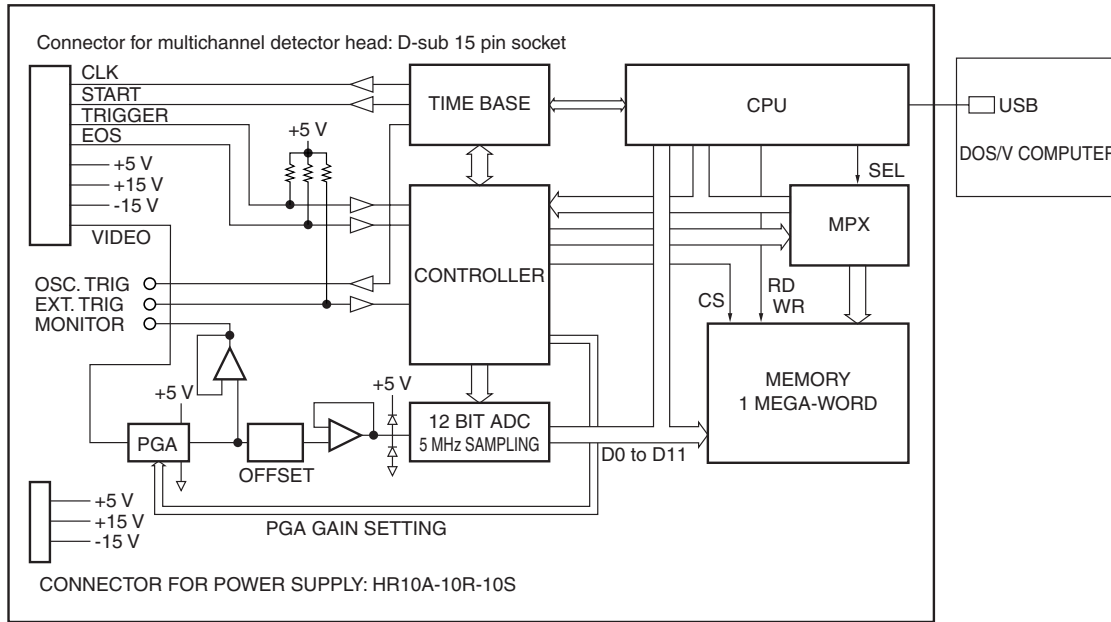 Connector for multichannel detector head: D-sub 15 pin socket
CLK
START
TRIGGER
EOS
+5 V
+15 V
-15 V
VIDEO
+5 V
TIME BASE
CPU
USB
DOS/V COMPUTER
SEL
MPX
CONTROLLER
OSC. TRIG
EXT. TRIG
MONITOR
CS
RD
WR
MEMORY
1 MEGA-WORD
+5 V
+5 V
PGA
OFFSET
12 BIT ADC
5 MHz SAMPLING
D0 to D11
PGA GAIN SETTING
+5 V
+15 V
-15 V
CONNECTOR FOR POWER SUPPLY: HR10A-10R-10S